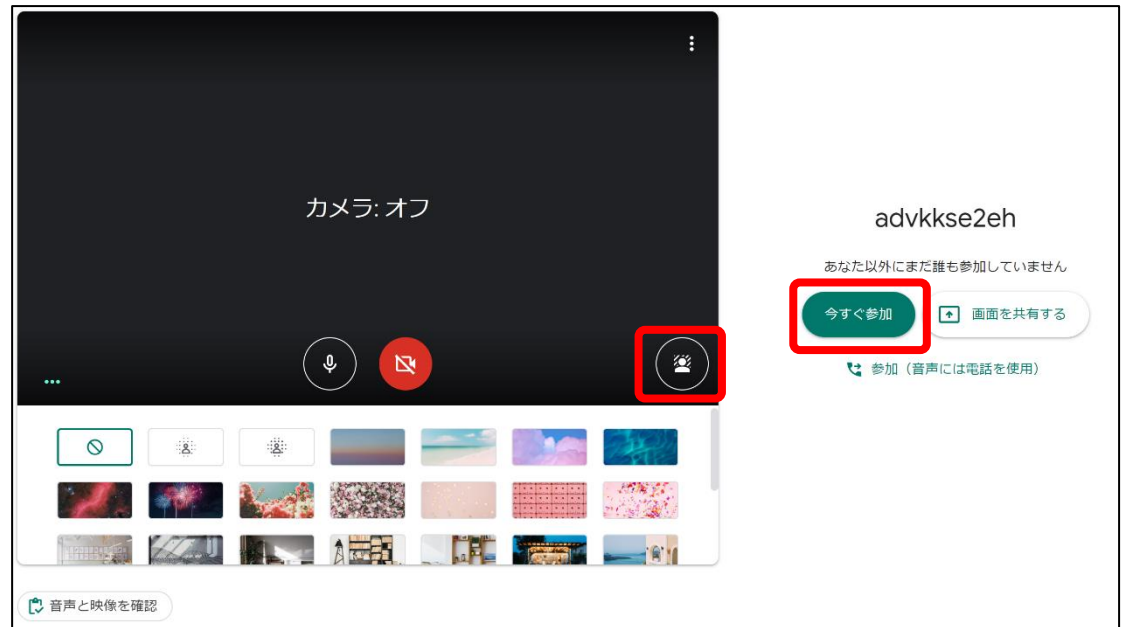 カメラ: オフ
advkkse2eh
あなた以外にまだ誰も参加していません
今すぐ参加
画面を共有する
参加（音声には電話を使用）
音声と映像を確認